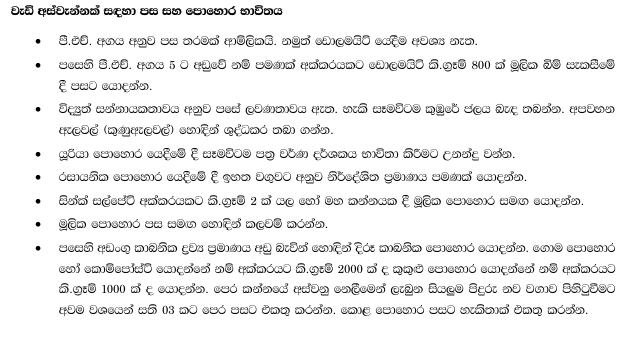 වැඩි අස්වැන්නක් සඳහා පස සහ පොහොර භාවිතය
• පී.එච්. අගය අනුව පස තරමක් ආම්ලිකයි. නමුත් ඩොලමයිට් යෙදීම අවශ්‍ය නැත.
• පසෙහි පී.එච්. අගය 5 ට අඩුවේ නම් පමණක් අක්කරයකට ඩොලමයිට් කි.ග්‍රෑම් 800 ක් මූලික බිම් සැකසීමේ
දී පසට යොදන්න.
• විද්‍යුත් සන්නායකතාවය අනුව පසේ ලවණතාවය ඇත. හැකි සෑමවිටම කුඹුරේ ජලය බැඳ තබන්න. අපවහන
ඇලවල් (කුණුඇලවල්) හොඳින් ශුද්ධකර තබා ගන්න.
• යූරියා පොහොර යෙදීමේ දී සෑමවිටම පත්‍ර වර්ණ දර්ශකය භාවිතා කිරීමට උනන්දු වන්න.
• රසායනික පොහොර යෙදීමේ දී ඉහත වගුවට අනුව නිර්දේශිත ප්‍රමාණය පමණක් යොදන්න.
• සින්ක් සල්පේට් අක්කරයකට කි.ග්‍රෑම් 2 ක් යල හෝ මහ කන්නයක දී මූලික පොහොර සමඟ යොදන්න.
• මූලික පොහොර පස සමඟ හොඳින් කලවම් කරන්න.
• පසෙහි අඩංගු කාබනික ද්‍රව්‍ය ප්‍රමාණය අඩු බැවින් හොඳින් දිරූ කාබනික පොහොර යොදන්න. ගොම පොහොර
හෝ කොම්පෝස්ට් යොදන්නේ නම් අක්කරයට කි.ග්‍රෑම් 2000 ක් ද කුකුළු පොහොර යොදන්නේ නම් අක්කරයට
කි.ග්‍රෑම් 1000 ක් ද යොදන්න. පෙර කන්නයේ අස්වනු නෙලීමෙන් ලැබුන සියලුම පිදුරු නව වගාව පිහිටුවීමට
අවම වශයෙන් සති 03 කට පෙර පසට එකතු කරන්න. කොළ පොහොර පසට හැකිතාක් එකතු කරන්න.